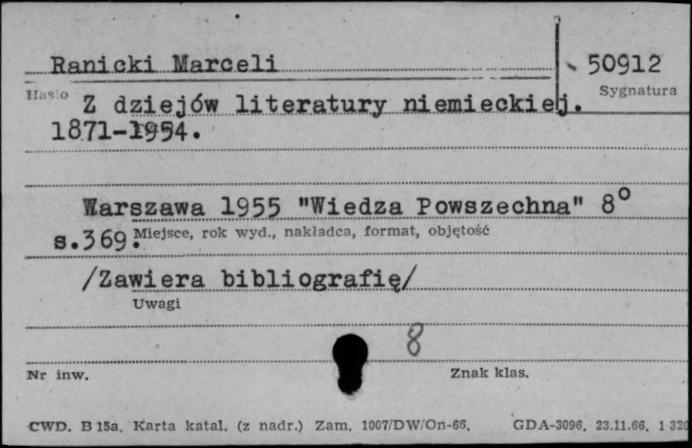 Ranicki Marceli
50912
Hasło
Sygnatura
Z dziejów literatury niemieckiej.
1871-1954.
Warszawa 1955 "Wiedza Powszechna" 8°
s.369.
Miejsce, rok wyd., nakładca, format, objętość
/Zawiera bibliografię/
Uwagi
8
Nr inw.
Znak klas.
CWD. B 15a. Karta katal. (z nadr.) Zam. 1007/DW/On-66. GDA-3096. 23.11.66. 1 320